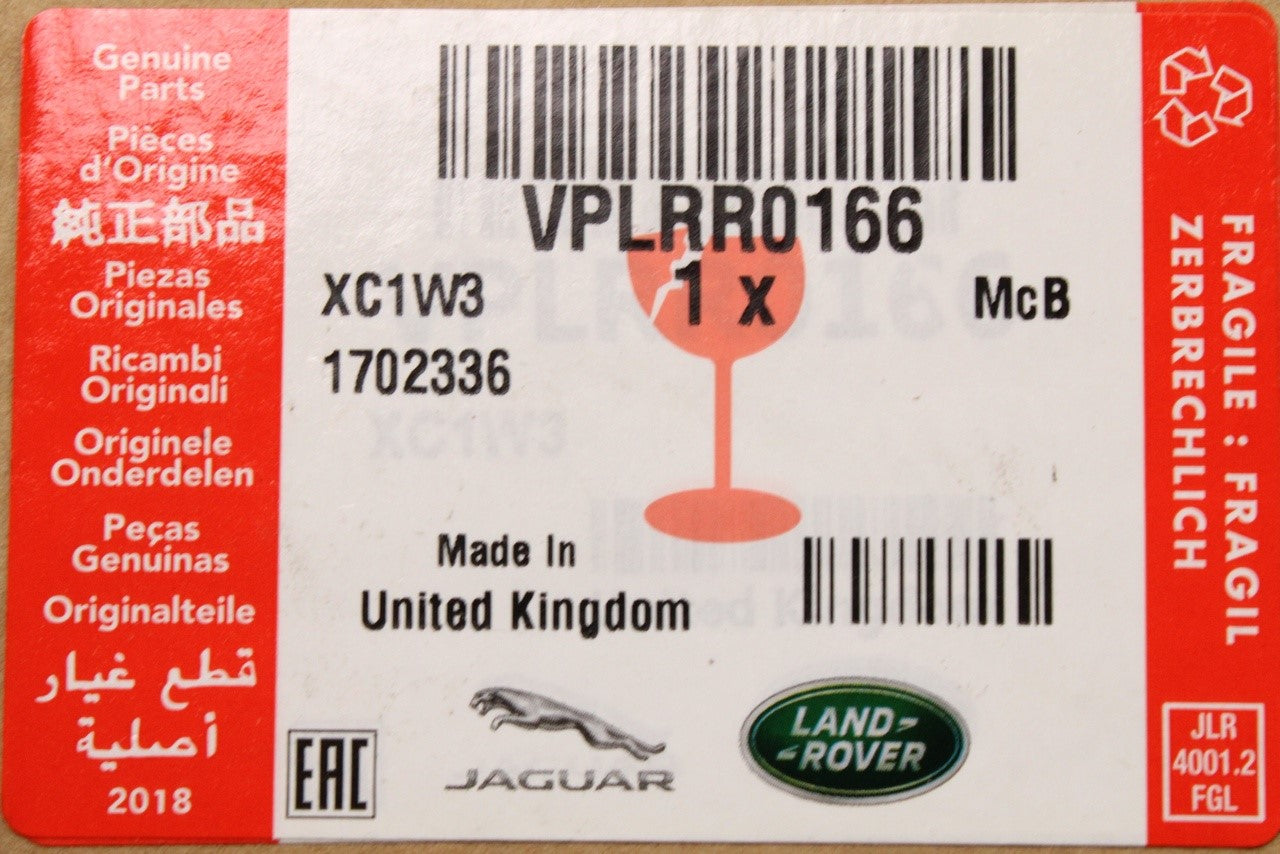 Genuine
Parts
Pièces
d'Origine
純正部品
Piezas
Originales
Ricambi
Originali
Originele
Onderdelen
Peças
Genuinas
Originalteile
قطع غيار
أصلية
2018
VPLRR0166
XC1W3
1 x
McB
1702336
Made In
United Kingdom
EAC
JAGUAR
LAND-
-ROVER
FRAGILE : FRAGIL
ZERBRECHLICH
JLR
4001.2
FGL